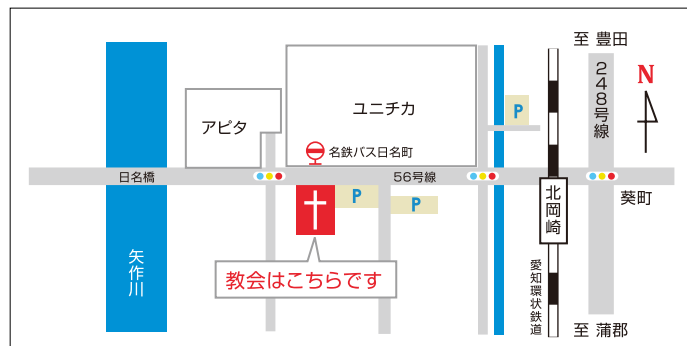 至 豊田
248号線
N
ユニチカ
アピタ
P
名鉄バス日名町
日名橋
56号線
葵町
P
P
北岡崎
矢作川
教会はこちらです
愛知環状鉄道
至 蒲郡